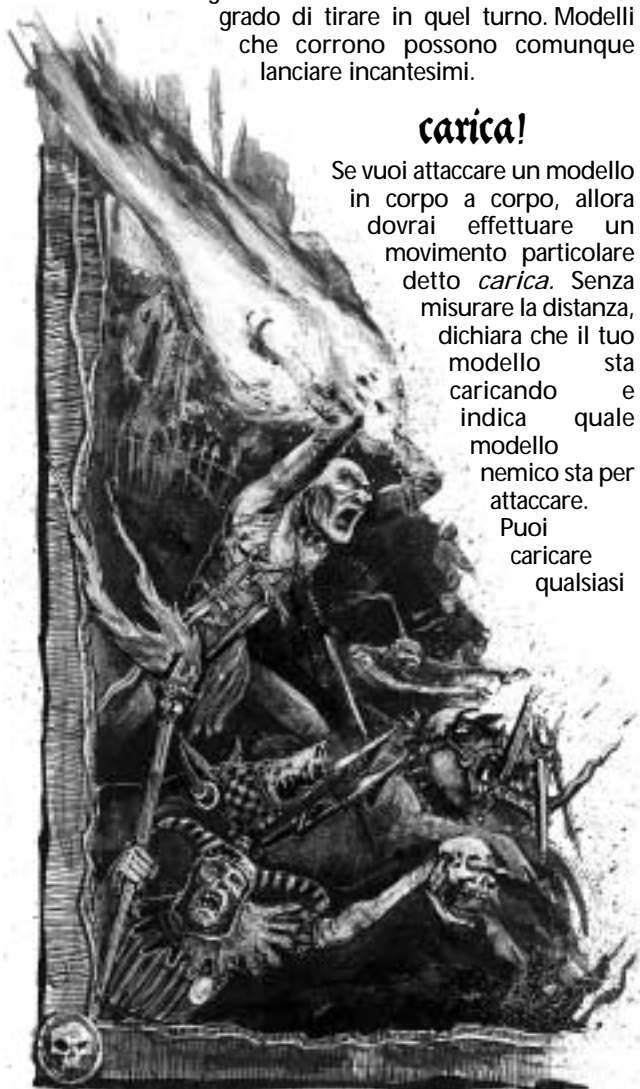 grado di tirare in quel turno. Modelli
che corrono possono comunque
lanciare incantesimi.
carica!
Se vuoi attaccare un modello
in corpo a corpo, allora
dovrai effettuare un
movimento particolare
detto carica. Senza
misurare la distanza,
dichiara che il tuo
modello sta
caricando e
indica quale
modello
nemico sta per
attaccare.
Puoi
caricare
qualsiasi